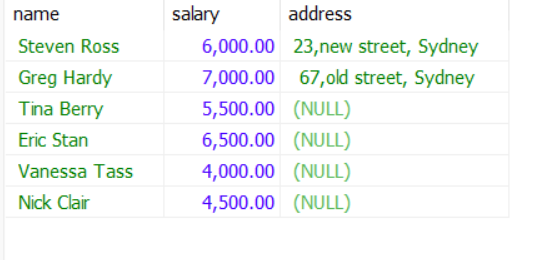 name salary address
Steven Ross 6,000.00 23,new street, Sydney
Greg Hardy 7,000.00 67,old street, Sydney
Tina Berry 5,500.00 (NULL)
Eric Stan 6,500.00 (NULL)
Vanessa Tass 4,000.00 (NULL)
Nick Clair 4,500.00 (NULL)